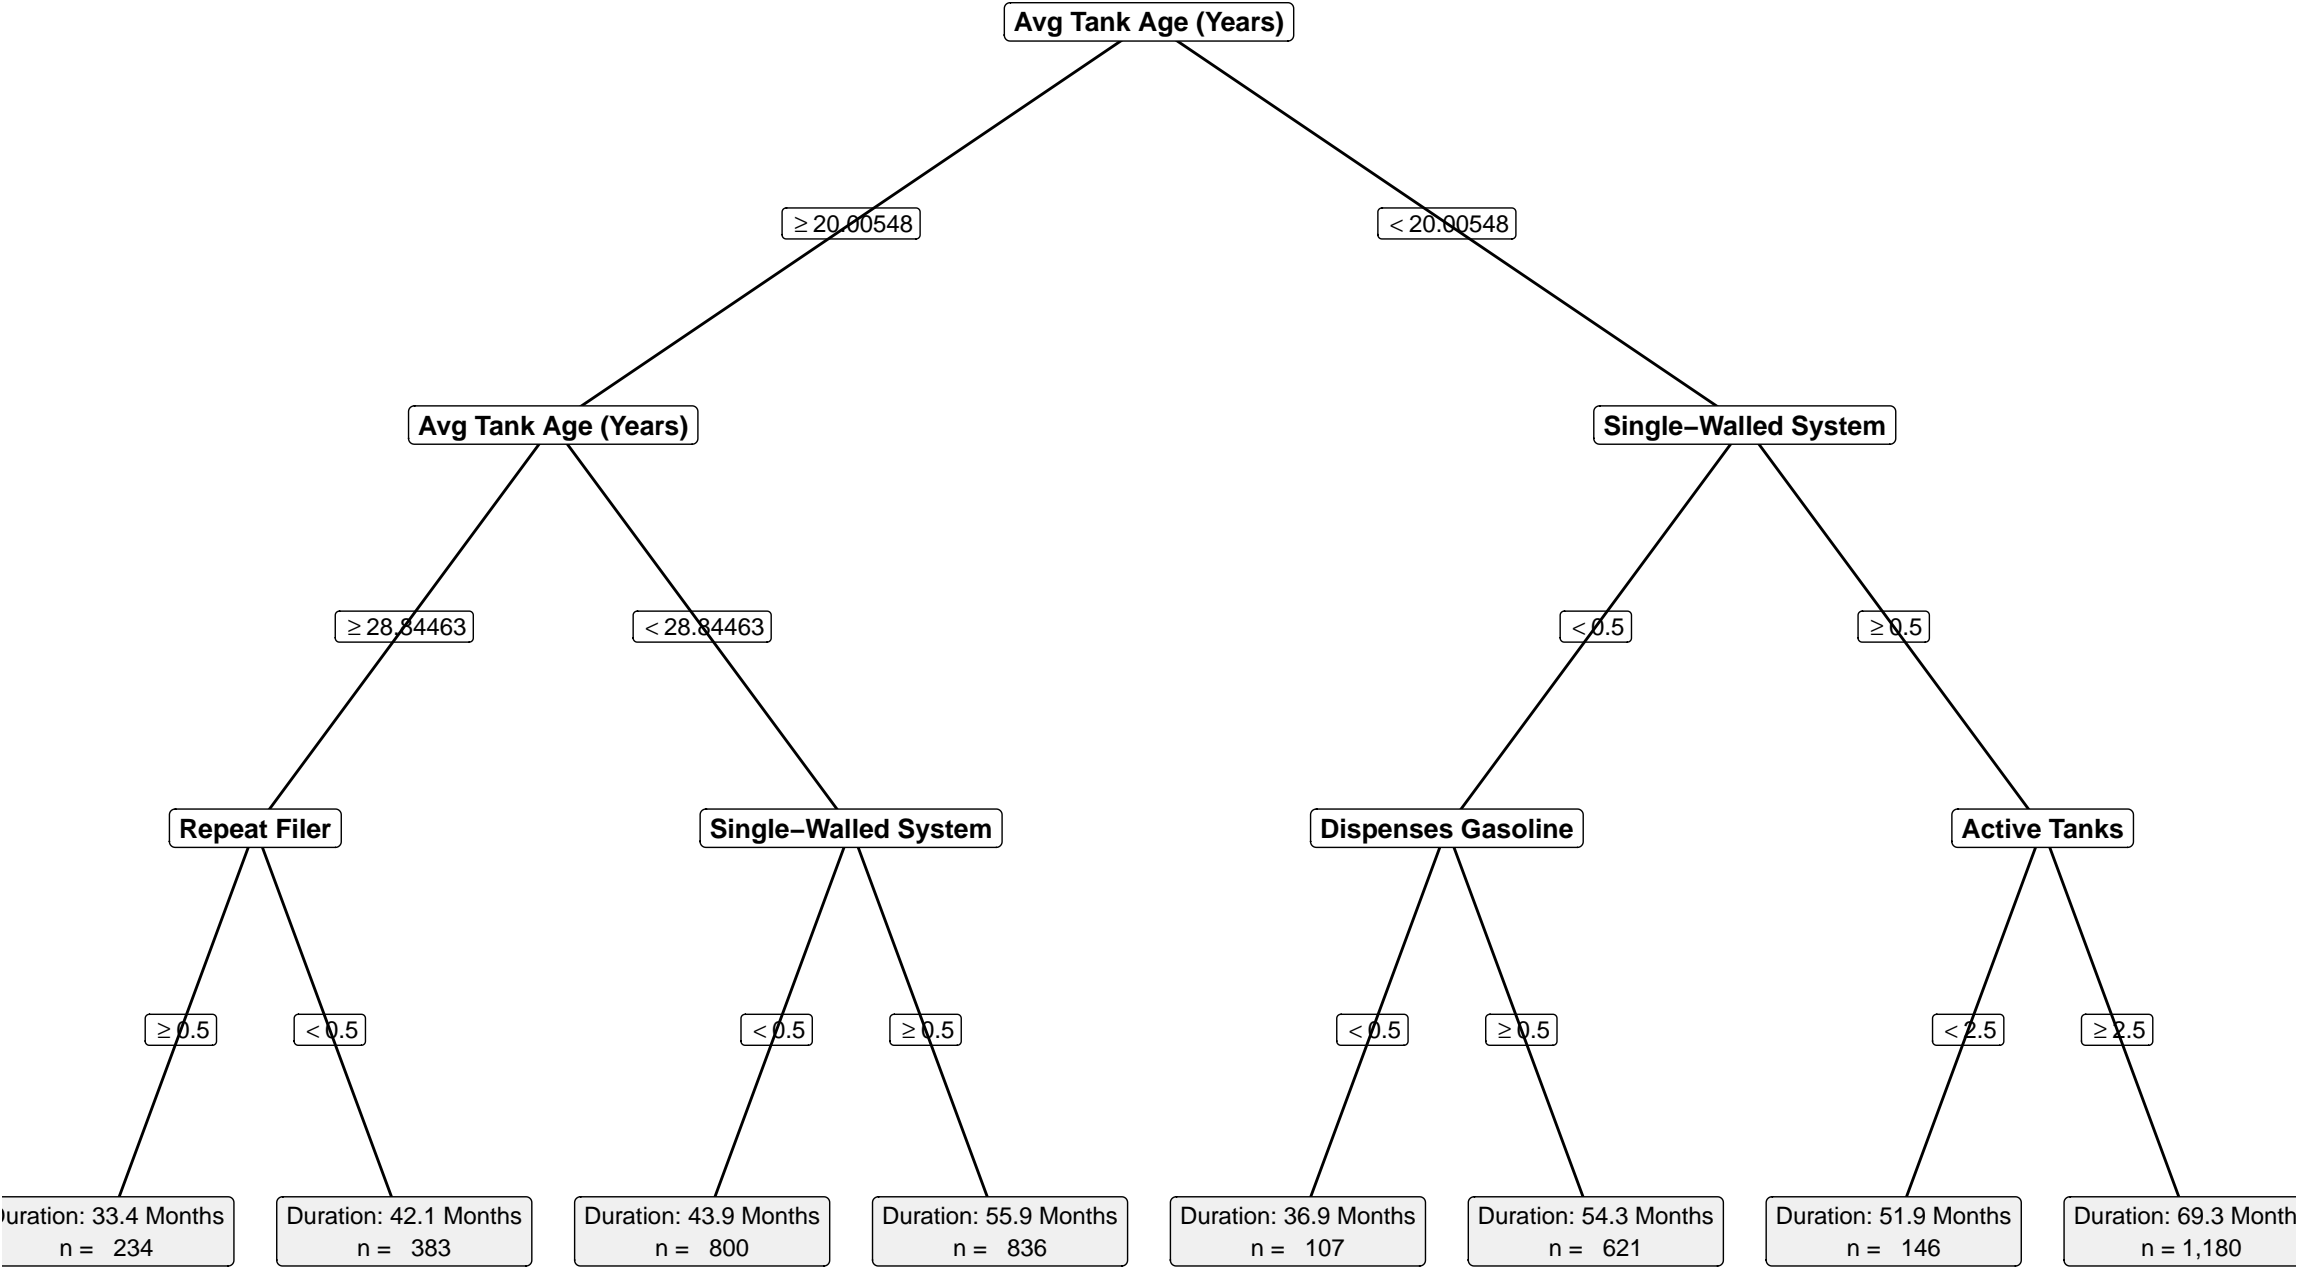 Avg Tank Age (Years)
≥ 20.00548
< 20.00548
Avg Tank Age (Years)
Single−Walled System
≥ 28.84463
< 28.84463
< 0.5
≥ 0.5
Repeat Filer
Single−Walled System
Dispenses Gasoline
Active Tanks
≥ 0.5
< 0.5
< 0.5
≥ 0.5
< 0.5
≥ 0.5
< 2.5
≥ 2.5
uration: 33.4 Months
n = 234
Duration: 42.1 Months
n = 383
Duration: 43.9 Months
n = 800
Duration: 55.9 Months
n = 836
Duration: 36.9 Months
n = 107
Duration: 54.3 Months
n = 621
Duration: 51.9 Months
n = 146
Duration: 69.3 Month
n = 1,180